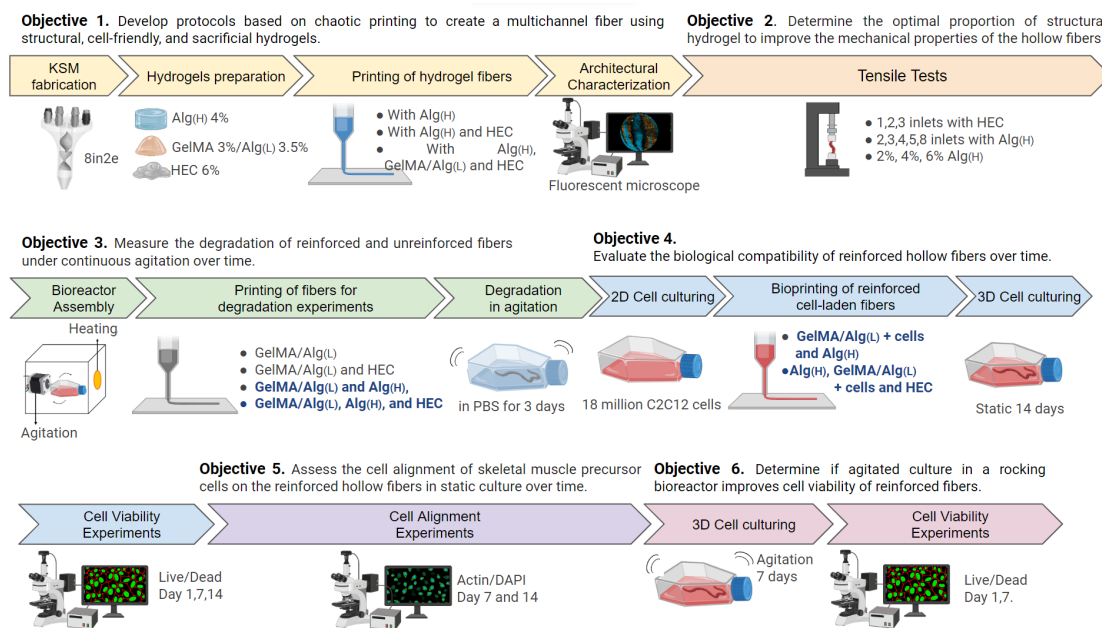 Objective 1. Develop protocols based on chaotic printing to create a multichannel fiber using
structural, cell-friendly, and sacrificial hydrogels.
Objective 2. Determine the optimal proportion of structura
hydrogel to improve the mechanical properties of the hollow fibers
KSM
fabrication
Hydrogels preparation
Printing of hydrogel fibers
Architectural
Characterization
Tensile Tests
8in2e
Alg(H) 4%
GelMA 3%/Alg(L) 3.5%
HEC 6%
● With Alg(H)
● With Alg(H) and HEC
● With Alg(H),
GelMA/Alg(L) and HEC
Fluorescent microscope
● 1,2,3 inlets with HEC
● 2,3,4,5,8 inlets with Alg(H)
● 2%, 4%, 6% Alg(H)
Objective 3. Measure the degradation of reinforced and unreinforced fibers
under continuous agitation over time.
Objective 4.
Evaluate the biological compatibility of reinforced hollow fibers over time.
Bioreactor
Assembly
Printing of fibers for
degradation experiments
Degradation
in agitation
2D Cell culturing
Bioprinting of reinforced
cell-laden fibers
3D Cell culturing
Heating
Agitation
● GelMA/Alg(L)
● GelMA/Alg(L) and HEC
● GelMA/Alg(L) and Alg(H),
● GelMA/Alg(L), Alg(H), and HEC
in PBS for 3 days
18 million C2C12 cells
● GelMA/Alg(L) + cells
and Alg(H)
●Alg(H), GelMA/Alg(L)
+ cells and HEC
Static 14 days
Objective 5. Assess the cell alignment of skeletal muscle precursor
cells on the reinforced hollow fibers in static culture over time.
Objective 6. Determine if agitated culture in a rocking
bioreactor improves cell viability of reinforced fibers.
Cell Viability
Experiments
Cell Alignment
Experiments
3D Cell culturing
Cell Viability
Experiments
Live/Dead
Day 1,7,14
Actin/DAPI
Day 7 and 14
Agitation
7 days
Live/Dead
Day 1,7.